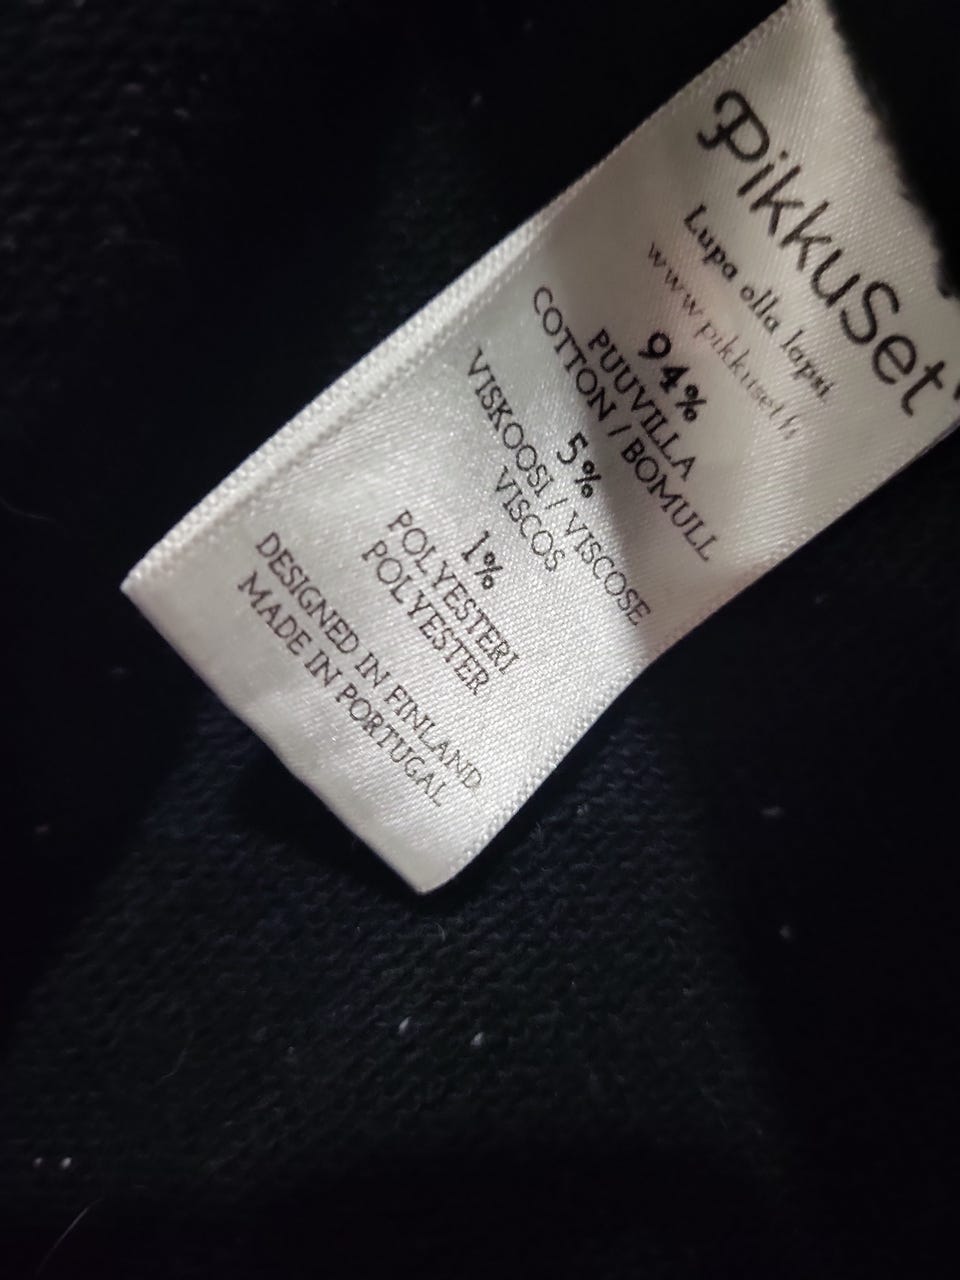 PikkuSet
Lupa olla lapsi
www.pikkuset.fi
94%
PUUVILLA
COTTON / BOMULL
5%
VISKOOSI / VISCOSE
VISCOS
1%
POLYESTERI
POLYESTER
DESIGNED IN FINLAND
MADE IN PORTUGAL